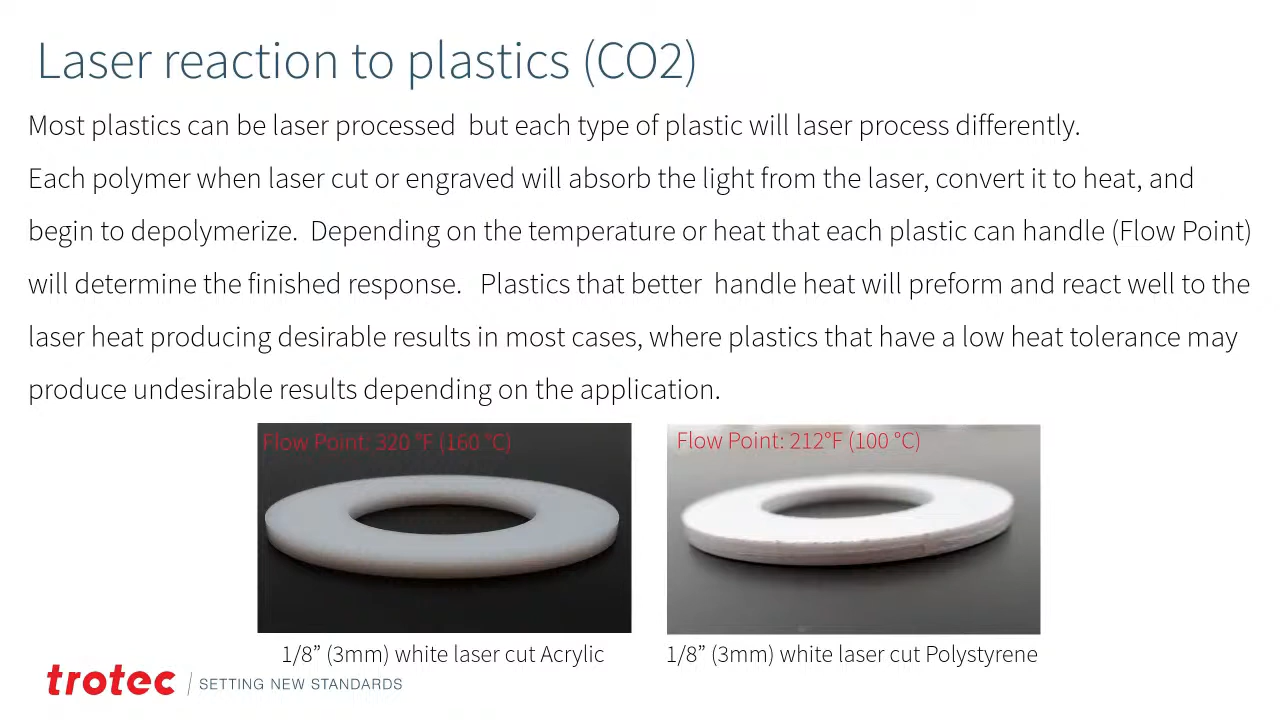 Laser reaction to plastics (CO2)
Most plastics can be laser processed  but each type of plastic will laser process differently.
Each polymer when laser cut or engraved will absorb the light from the laser, convert it to heat, and
begin to depolymerize.  Depending on the temperature or heat that each plastic can handle (Flow Point)
will determine the finished response.   Plastics that better  handle heat will preform and react well to the
laser heat producing desirable results in most cases, where plastics that have a low heat tolerance may
produce undesirable results depending on the application.
Flow Point: 320 °F (160 °C)
Flow Point: 212°F (100 °C)
1/8” (3mm) white laser cut Acrylic
1/8” (3mm) white laser cut Polystyrene
trotec | SETTING NEW STANDARDS